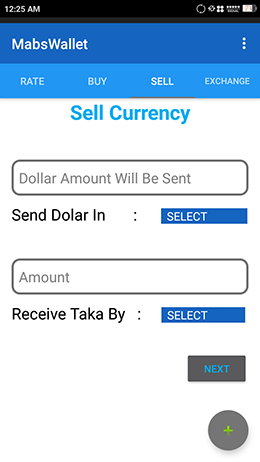 12:25 AM
MabsWallet
RATE BUY SELL EXCHANGE
Sell Currency
Dollar Amount Will Be Sent
Send Dolar In : SELECT
Amount
Receive Taka By : SELECT
NEXT